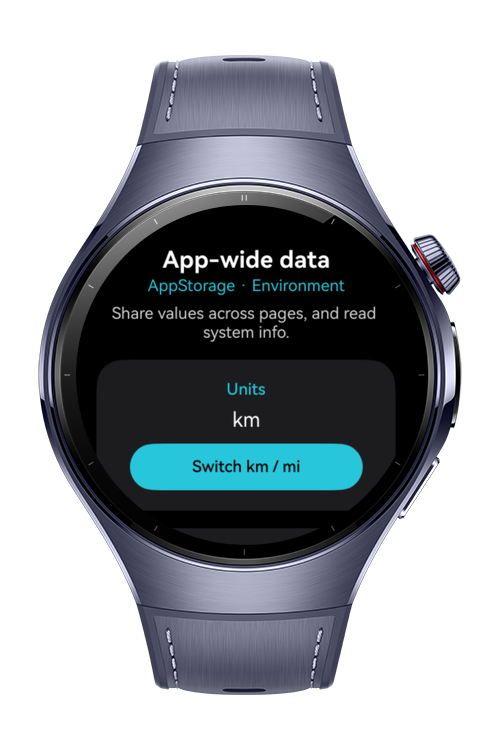 App-wide data
AppStorage · Environment
Share values across pages, and read
system info.
Units
km
Switch km / mi